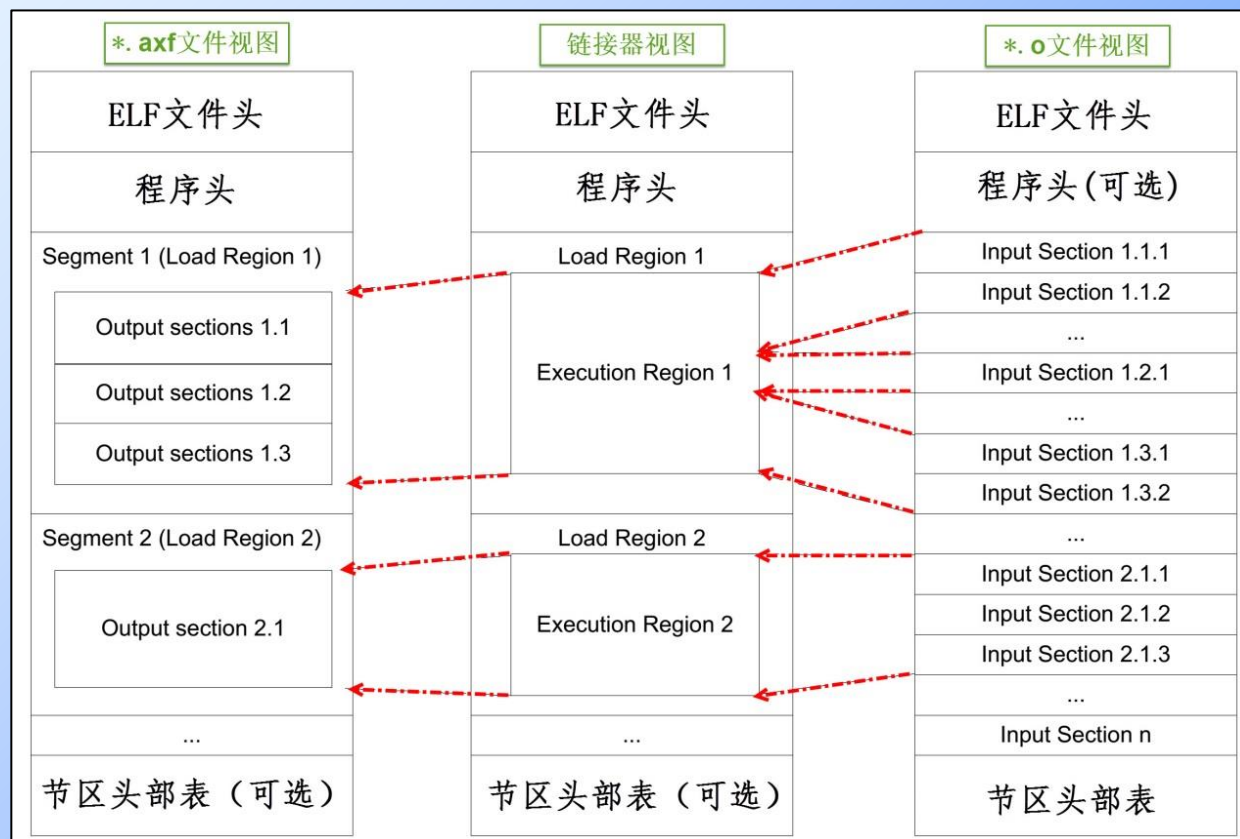 *. axf文件视图
ELF文件头
程序头
Segment 1 (Load Region 1)
Output sections 1.1
Output sections 1.2
Output sections 1.3
Segment 2 (Load Region 2)
Output section 2.1
...
节区头部表（可选）
链接器视图
ELF文件头
程序头
Load Region 1
Execution Region 1
Load Region 2
Execution Region 2
...
节区头部表（可选）
*. o文件视图
ELF文件头
程序头(可选)
Input Section 1.1.1
Input Section 1.1.2
...
Input Section 1.2.1
...
Input Section 1.3.1
Input Section 1.3.2
...
Input Section 2.1.1
Input Section 2.1.2
Input Section 2.1.3
...
Input Section n
节区头部表